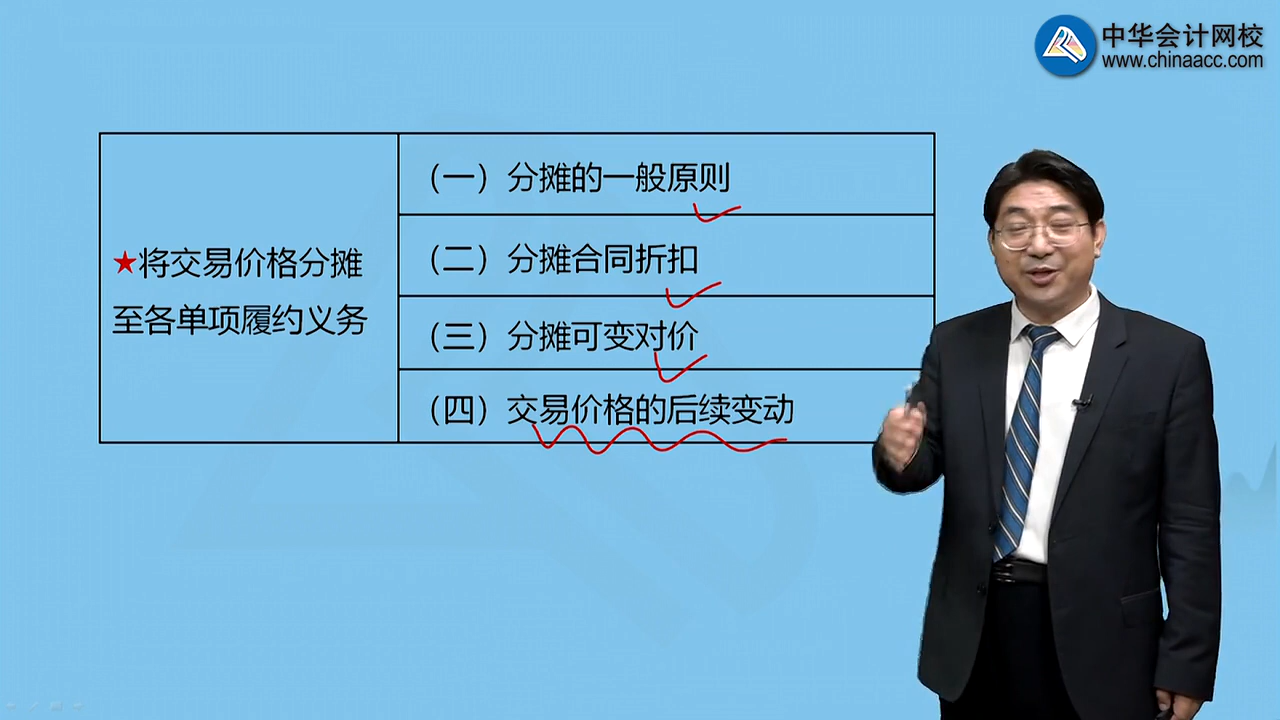 中华会计网校
www.chinaacc.com
（一）分摊的一般原则
★将交易价格分摊
至各单项履约义务
（二）分摊合同折扣
（三）分摊可变对价
（四）交易价格的后续变动